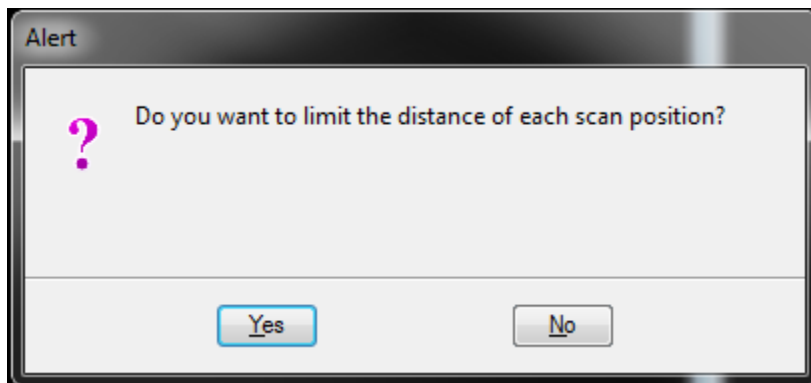 Alert
Do you want to limit the distance of each scan position?
Yes
No